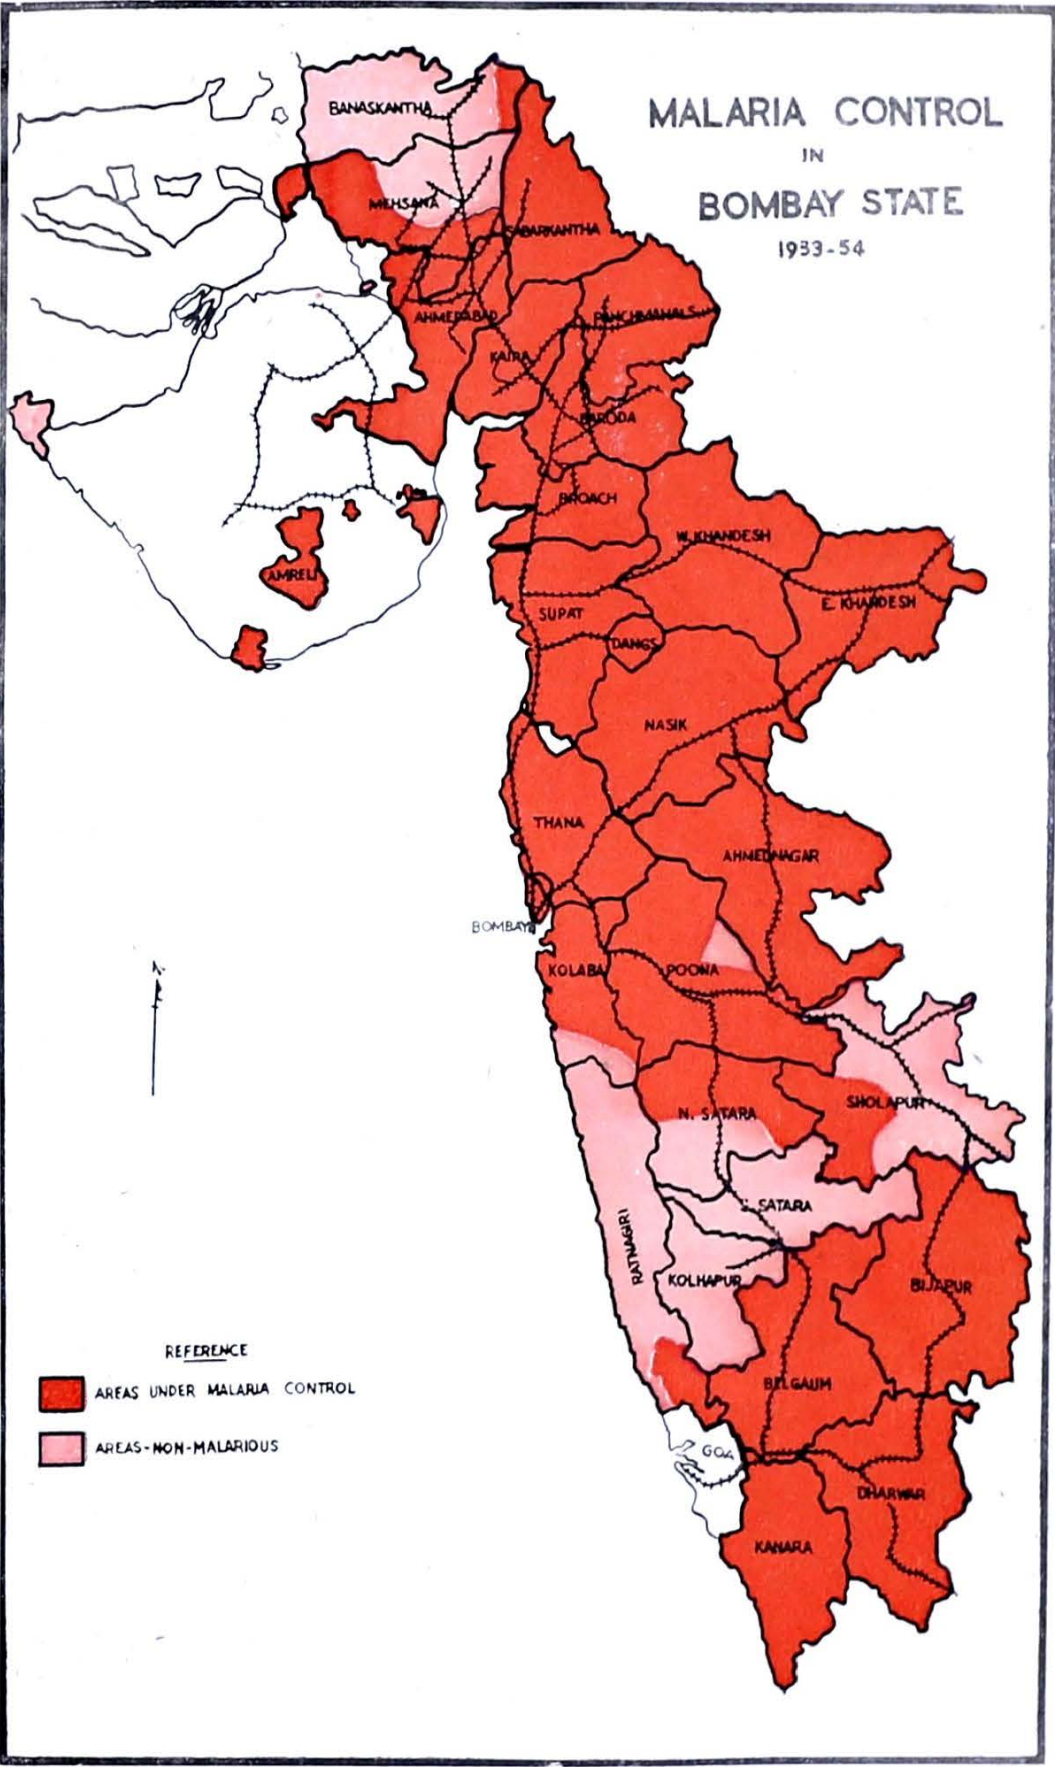 MALARIA CONTROL
IN
BOMBAY STATE
1953-54
BANASKANTHA
MEHSANA
SABARKANTHA
AHMEDABAD
PANCHMAHALS
KAIRA
BARODA
BROACH
W. KHANDESH
AMRELI
E. KHANDESH
SUPAT
DANGS
NASIK
THANA
AHMEDNAGAR
BOMBAY
KOLABA
POONA
N.
SHOLAPUR
N. SATARA
S. SATARA
RATNAGIRI
KOLHAPUR
BIJAPUR
REFERENCE
AREAS UNDER MALARIA CONTROL
BELGAUM
AREAS-NON-MALARIOUS
GOA
DHARWAR
KANARA